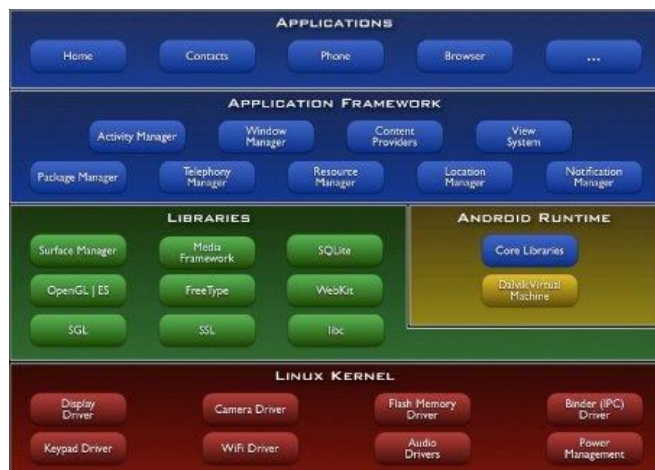 APPLICATIONS
Home
Contacts
Phone
Browser
...
APPLICATION FRAMEWORK
Activity Manager
Window
Manager
Content
Providers
View
System
Package Manager
Telephony
Manager
Resource
Manager
Location
Manager
Notification
Manager
LIBRARIES
Surface Manager
Media
Framework
SQLite
OpenGL | ES
FreeType
WebKit
SGL
SSL
libc
ANDROID RUNTIME
Core Libraries
Dalvik Virtual
Machine
LINUX KERNEL
Display
Driver
Camera Driver
Flash Memory
Driver
Binder (IPC)
Driver
Keypad Driver
WiFi Driver
Audio
Drivers
Power
Management